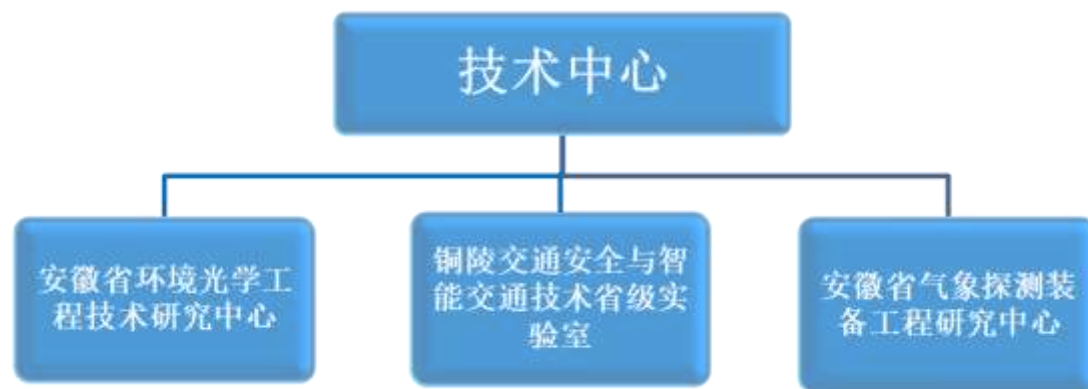 技术中心
安徽省环境光学工
程技术研究中心
铜陵交通安全与智
能交通技术省级实
验室
安徽省气象探测装
备工程研究中心